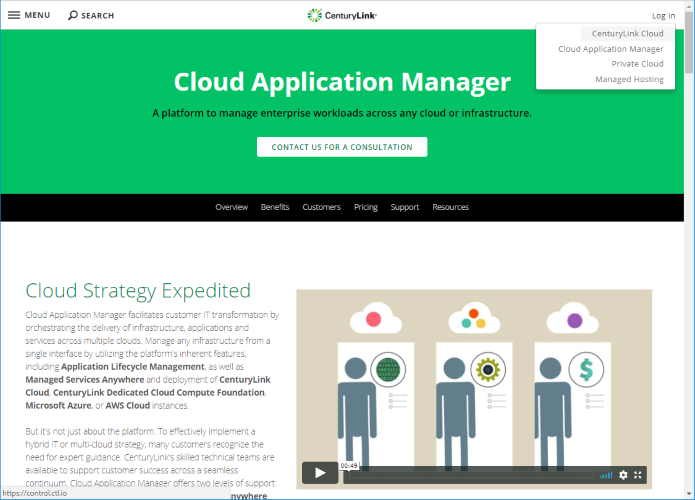 MENU SEARCH CenturyLink Log in
CenturyLink Cloud
Cloud Application Manager
Private Cloud
Managed Hosting
Cloud Application Manager
A platform to manage enterprise workloads across any cloud or infrastructure.
CONTACT US FOR A CONSULTATION
Overview Benefits Customers Pricing Support Resources
Cloud Strategy Expedited
Cloud Application Manager facilitates customer IT transformation by
orchestrating the delivery of infrastructure, applications and
services across multiple clouds. Manage any infrastructure from a
single interface by utilizing the platform's inherent features,
including Application Lifecycle Management, as well as
Managed Services Anywhere and deployment of CenturyLink
Cloud, CenturyLink Dedicated Cloud Compute Foundation,
Microsoft Azure, or AWS Cloud instances.
But it's not just about the platform. To effectively implement a
hybrid IT or multi-cloud strategy, many customers recognize the
need for expert guidance. CenturyLink's skilled technical teams are
available to support customer success across a seamless
continuum. Cloud Application Manager offers two levels of support:
$
00:49
https://control.ctl.io